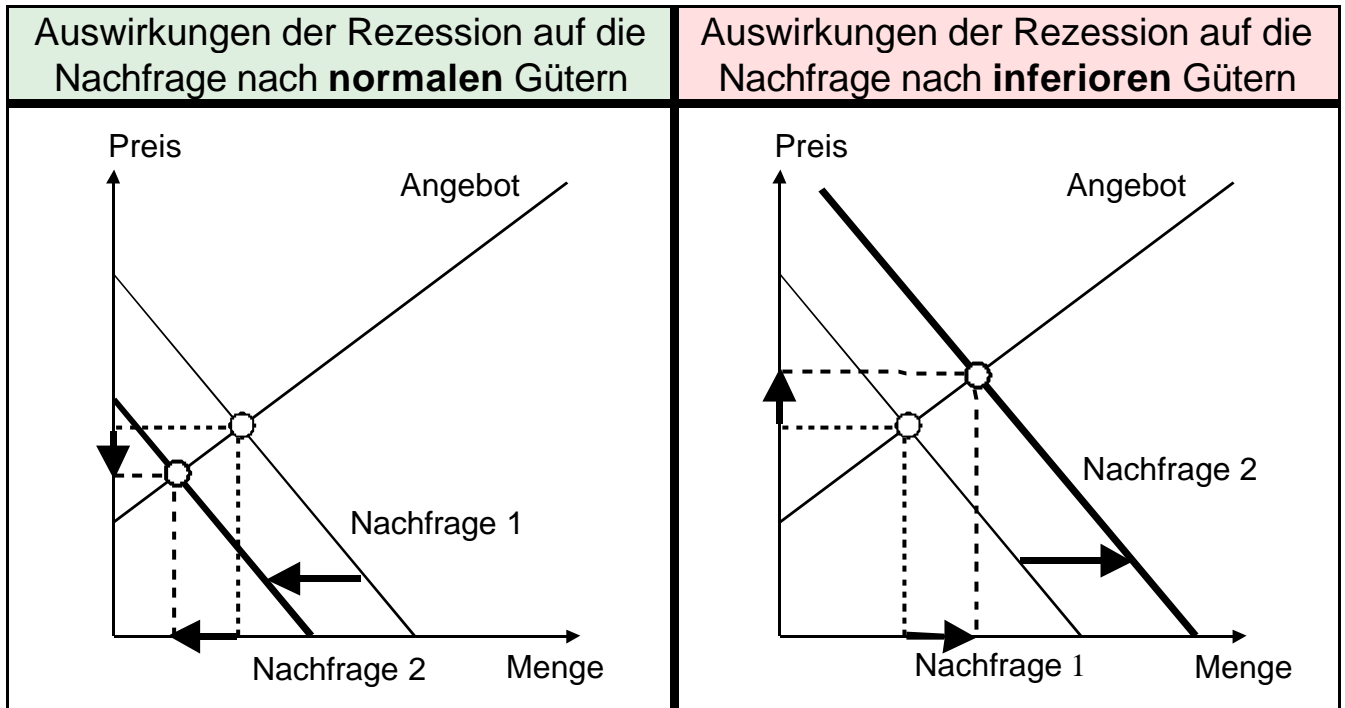 Auswirkungen der Rezession auf die
Nachfrage nach normalen Gütern
Preis
Angebot
Nachfrage 1
Nachfrage 2
Menge
Auswirkungen der Rezession auf die
Nachfrage nach inferioren Gütern
Preis
Angebot
Nachfrage 2
Nachfrage 1
Menge